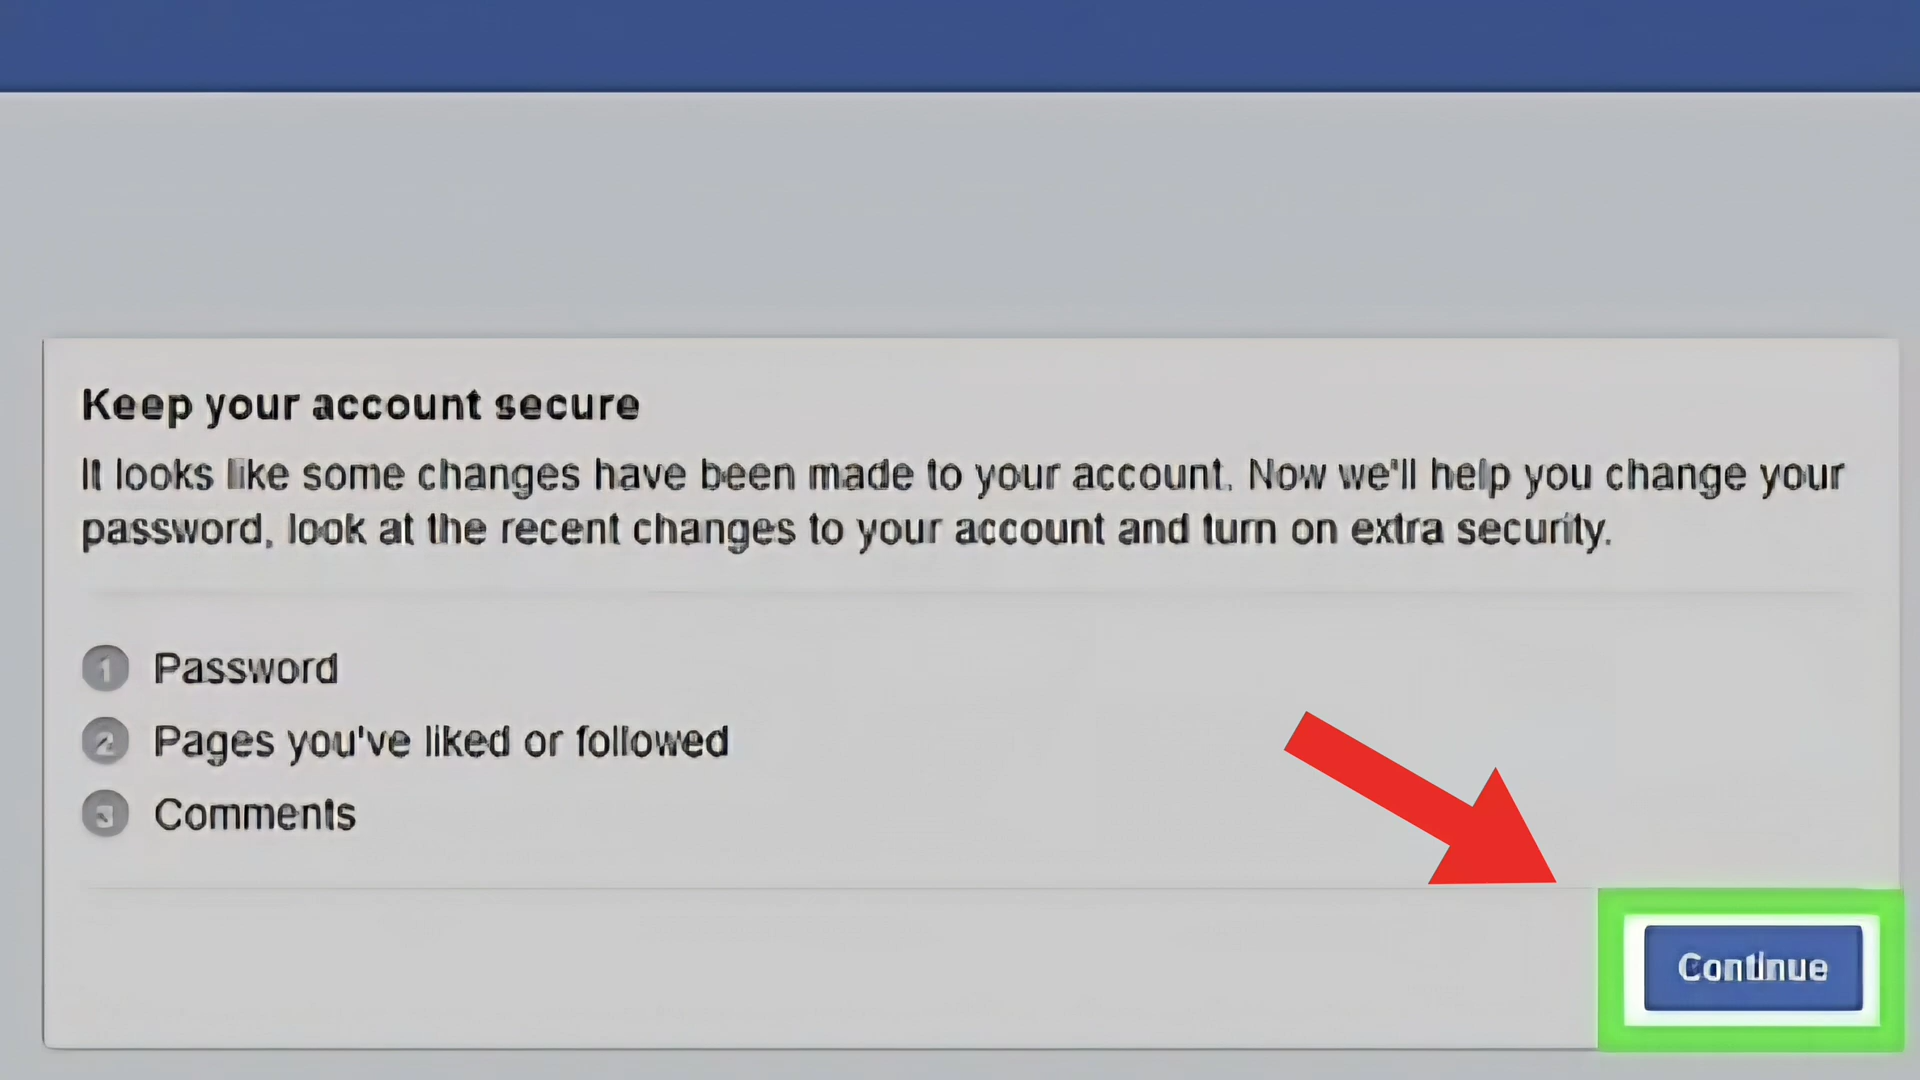 Keep your account secure
It looks like some changes have been made to your account. Now we'll help you change your
password, look at the recent changes to your account and turn on extra security.
1 Password
2 Pages you've liked or followed
3 Comments
Continue